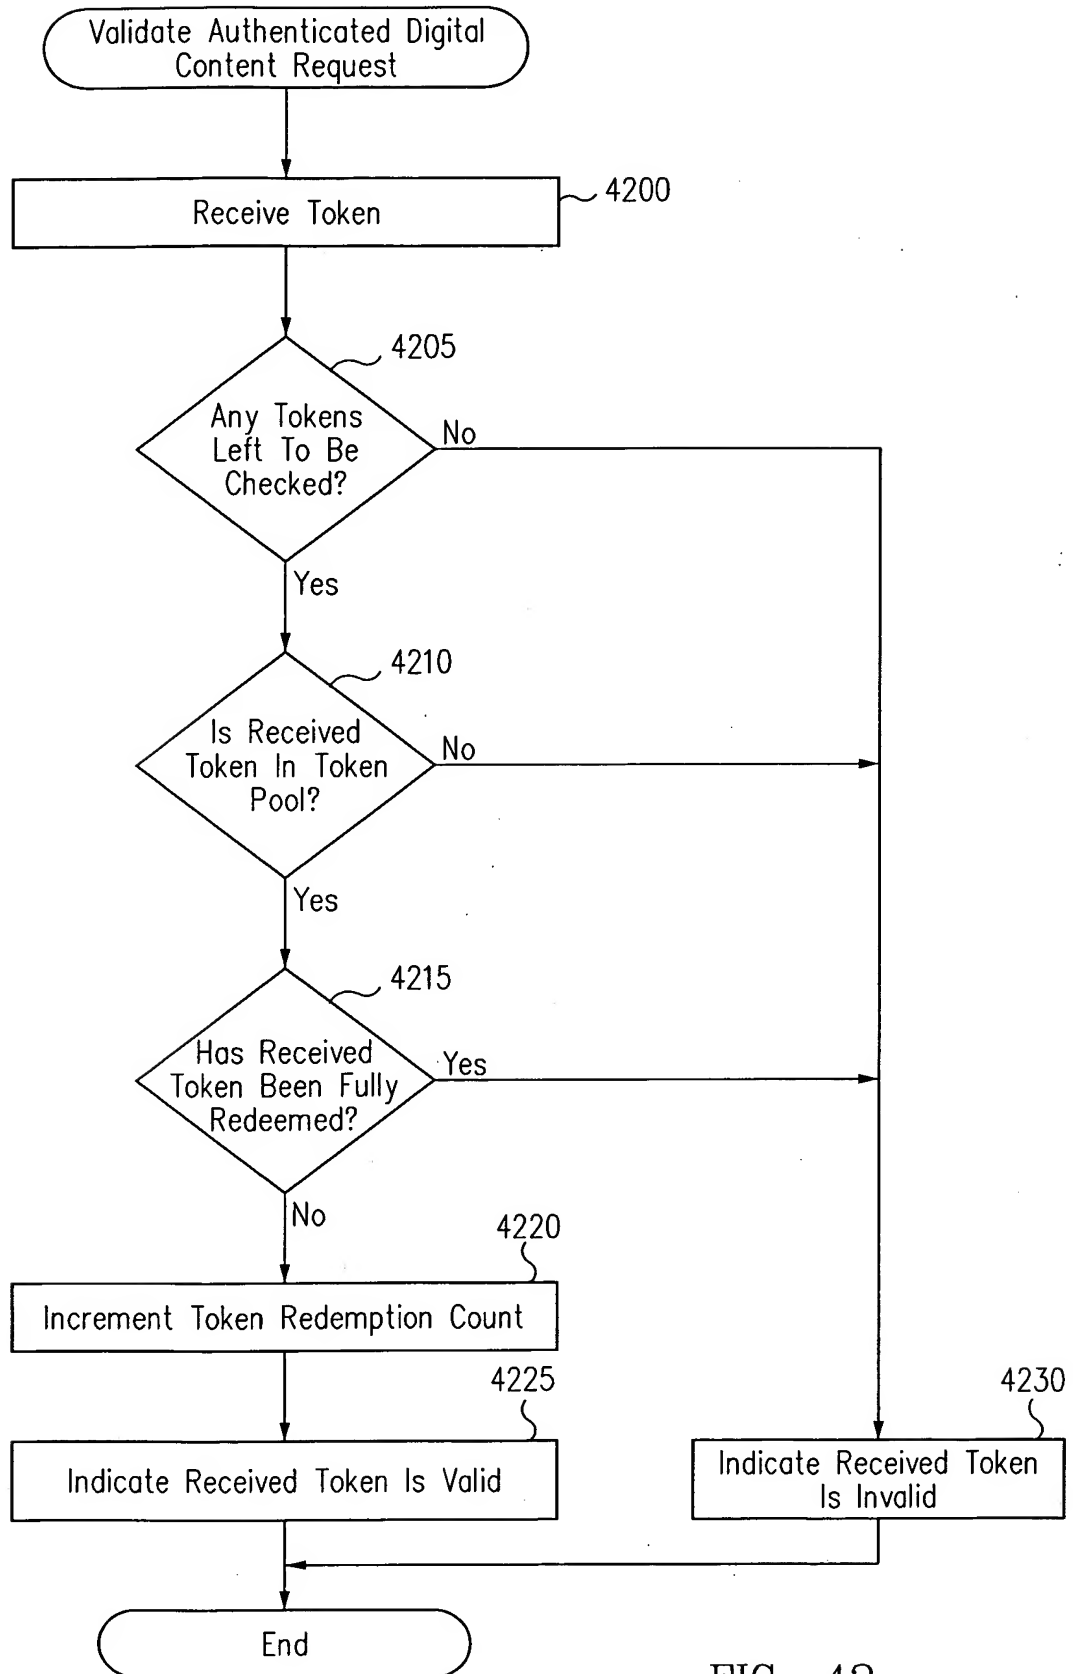 Validate Authenticated Digital
Content Request
Receive Token
4200
4205
Any Tokens
Left To Be
Checked?
No
Yes
4210
Is Received
Token In Token
Pool?
No
Yes
4215
Has Received
Token Been Fully
Redeemed?
Yes
No
4220
Increment Token Redemption Count
4225
Indicate Received Token Is Valid
4230
Indicate Received Token
Is Invalid
End
FIG. 42